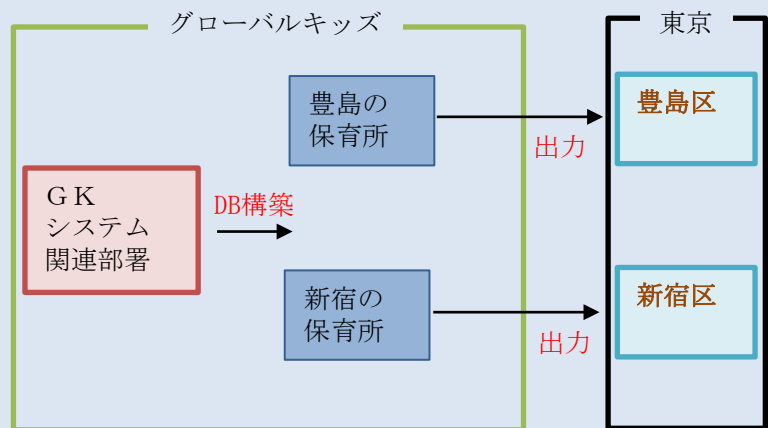 グローバルキッズ
東京
豊島の
保育所
出力
豊島区
ＧＫ
システム
関連部署
DB構築
新宿の
保育所
出力
新宿区